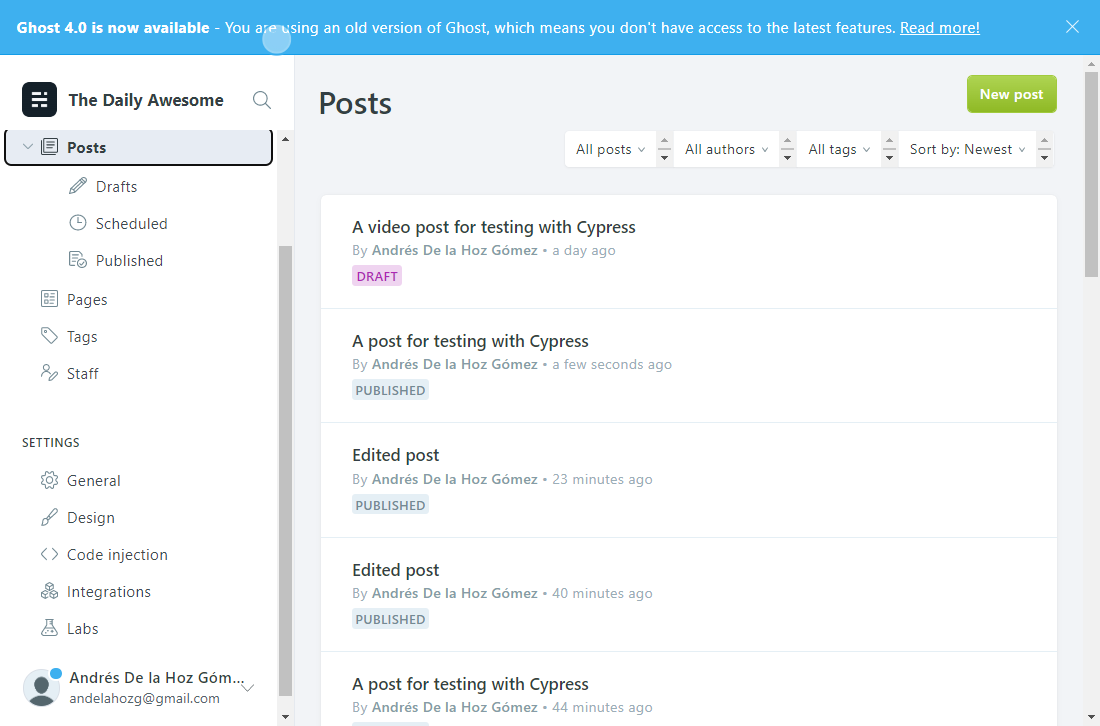 Ghost 4.0 is now available - You are using an old version of Ghost, which means you don't have access to the latest features. Read more!
The Daily Awesome
Posts
Drafts
Scheduled
Published
Pages
Tags
Staff
SETTINGS
General
Design
Code injection
Integrations
Labs
Andrés De la Hoz Góm...
andelahozg@gmail.com
Posts
New post
All posts
All authors
All tags
Sort by: Newest
A video post for testing with Cypress
By Andrés De la Hoz Gómez • a day ago
DRAFT
A post for testing with Cypress
By Andrés De la Hoz Gómez • a few seconds ago
PUBLISHED
Edited post
By Andrés De la Hoz Gómez • 23 minutes ago
PUBLISHED
Edited post
By Andrés De la Hoz Gómez • 40 minutes ago
PUBLISHED
A post for testing with Cypress
By Andrés De la Hoz Gómez • 44 minutes ago